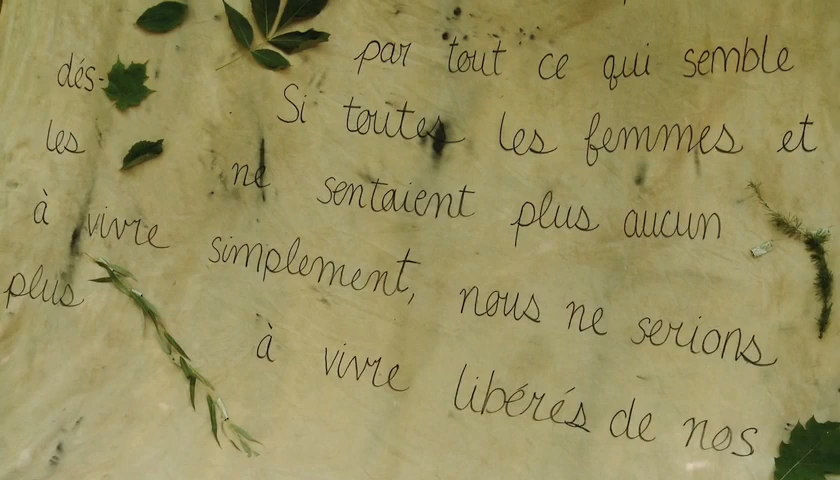 dés- par tout ce qui semble
Si toutes les femmes et
les ne sentaient plus aucun
à vivre simplement, nous ne serions
plus à vivre libérés de nos